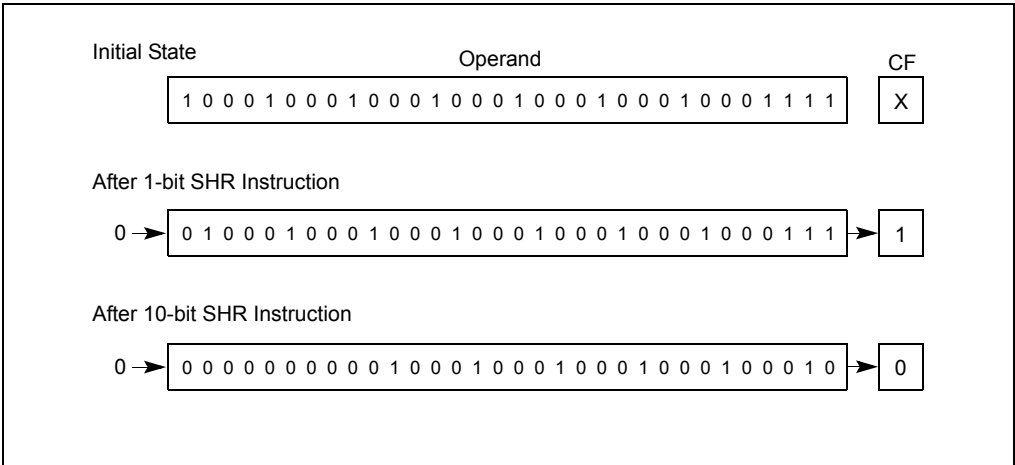 Initial State
Operand
CF
1 0 0 0 1 0 0 0 1 0 0 0 1 0 0 0 1 0 0 0 1 0 0 0 1 0 0 0 1 1 1 1 X
After 1-bit SHR Instruction
0 0 1 0 0 0 1 0 0 0 1 0 0 0 1 0 0 0 1 0 0 0 1 0 0 0 1 0 0 0 1 1 1 1
After 10-bit SHR Instruction
0 0 0 0 0 0 0 0 0 0 0 1 0 0 0 1 0 0 0 1 0 0 0 1 0 0 0 1 0 0 0 1 0 0